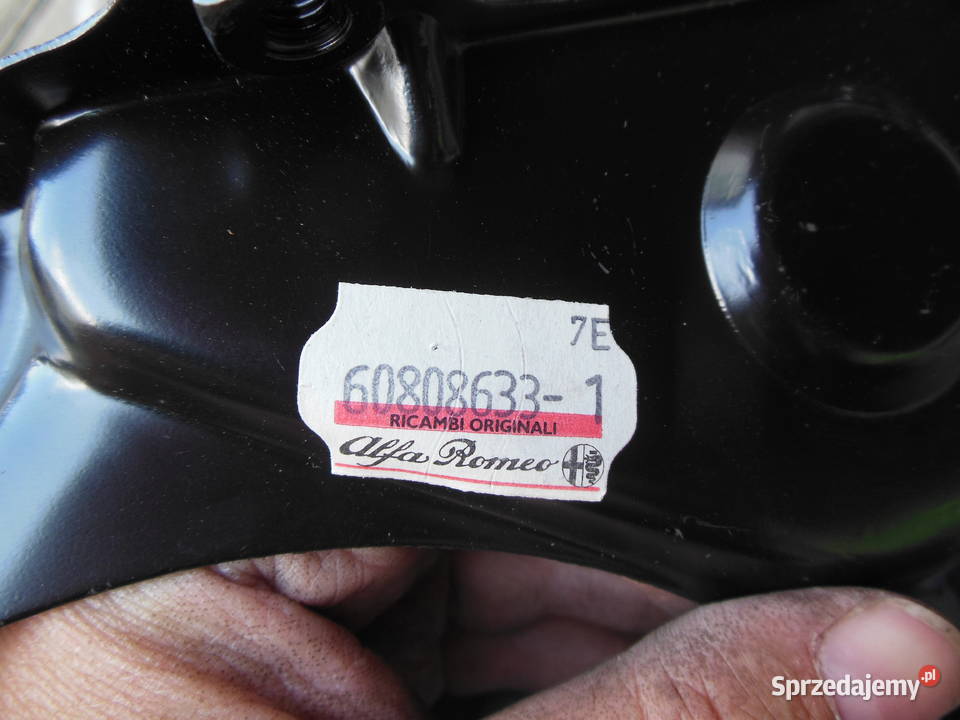 7E
60808633-1
RICAMBI ORIGINALI
Alfa Romeo
Sprzedajemy.pl